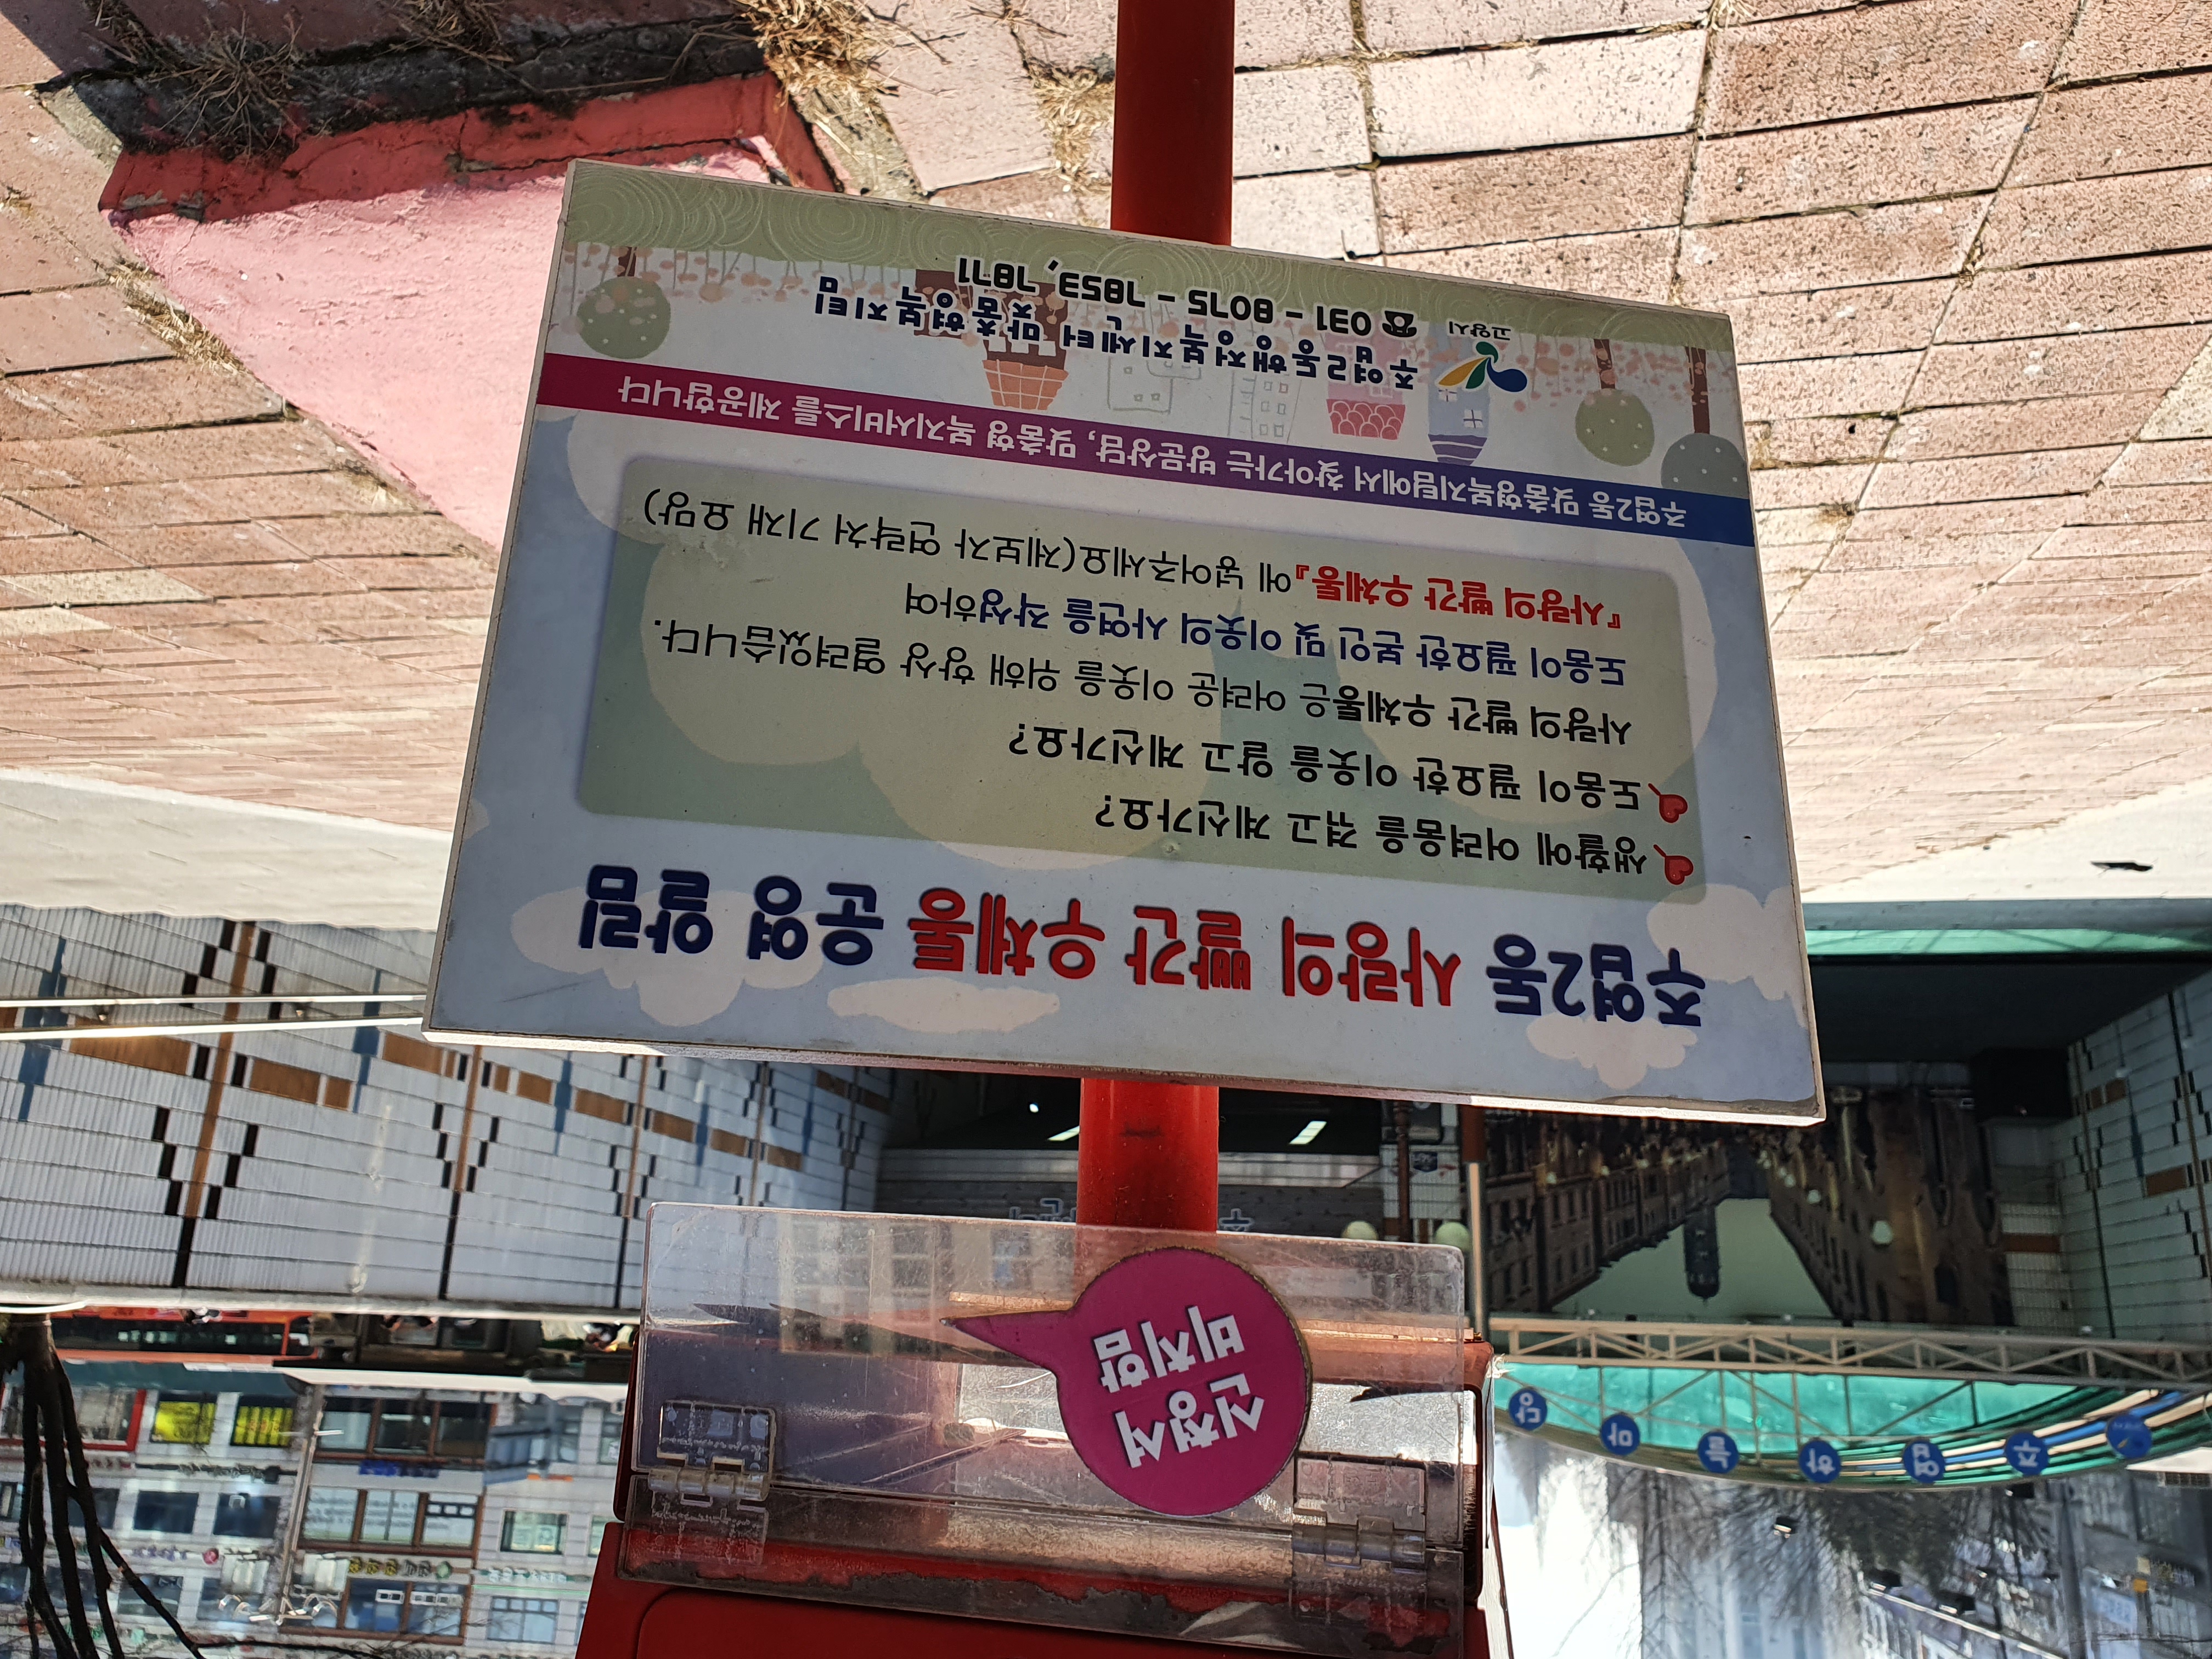 신청서
비치함
주엽2동 사랑의 빨간 우체통 운영 알림
생활에 어려움을 겪고 계신가요?
도움이 필요한 이웃을 알고 계신가요?
사랑의 빨간 우체통은 어려운 이웃을 위해 항상 열려있습니다.
도움이 필요한 본인 및 이웃의 사연을 작성하여
『사랑의 빨간 우체통』에 넣어주세요(제보자 연락처 기재 요망)
주엽2동 맞춤형복지팀에서 찾아가는 방문상담, 맞춤형 복지서비스를 제공합니다
고양시
주엽2동행정복지센터 맞춤형복지팀
☎ 031 - 8075 - 7853, 7871